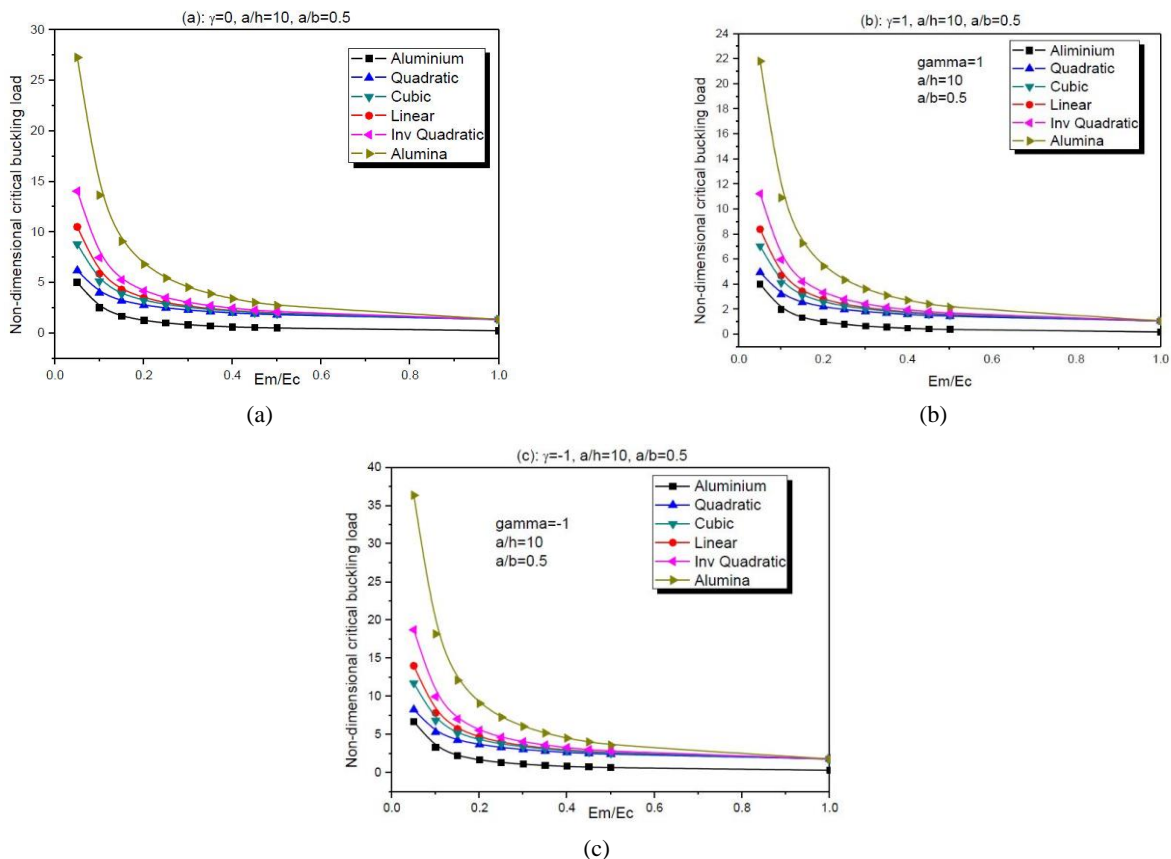 (a): γ=0, a/h=10, a/b=0.5
Non-dimensional critical buckling load
30
25
20
15
10
5
0
Aluminium
Quadratic
Cubic
Linear
Inv Quadratic
Alumina
0.0 0.2 0.4 0.6 0.8 1.0
Em/Ec
(a)
(b): γ=1, a/h=10, a/b=0.5
Non-dimensional critical buckling load
24
22
20
18
16
14
12
10
8
6
4
2
0
gamma=1
a/h=10
a/b=0.5
Aliminium
Quadratic
Cubic
Linear
Inv Quadratic
Alumina
0.0 0.2 0.4 0.6 0.8 1.0
Em/Ec
(b)
(c): γ=-1, a/h=10, a/b=0.5
Non-dimensional critical buckling load
40
35
30
25
20
15
10
5
0
gamma=-1
a/h=10
a/b=0.5
Aluminium
Quadratic
Cubic
Linear
Inv Quadratic
Alumina
0.0 0.2 0.4 0.6 0.8 1.0
Em/Ec
(c)